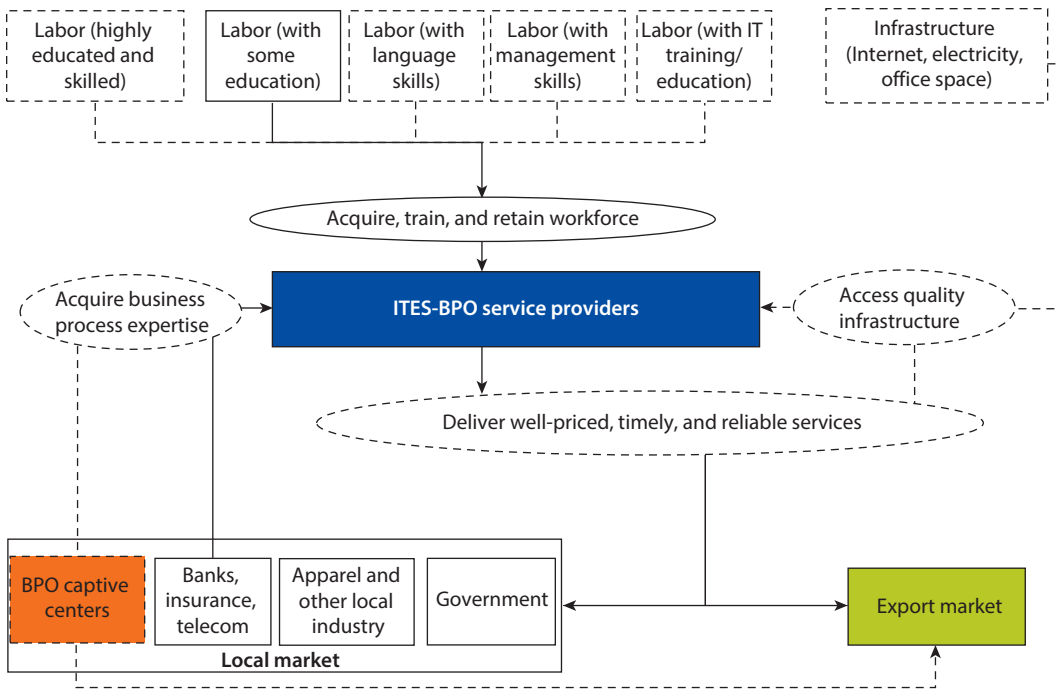 Labor (highly
educated and
skilled)
Labor (with
some
education)
Labor (with
language
skills)
Labor (with
management
skills)
Labor (with IT
training/
education)
Infrastructure
(Internet, electricity,
office space)
Acquire, train, and retain workforce
Acquire business
process expertise
ITES-BPO service providers
Access quality
infrastructure
Deliver well-priced, timely, and reliable services
BPO captive
centers
Banks,
insurance,
telecom
Apparel and
other local
industry
Government
Export market
Local market